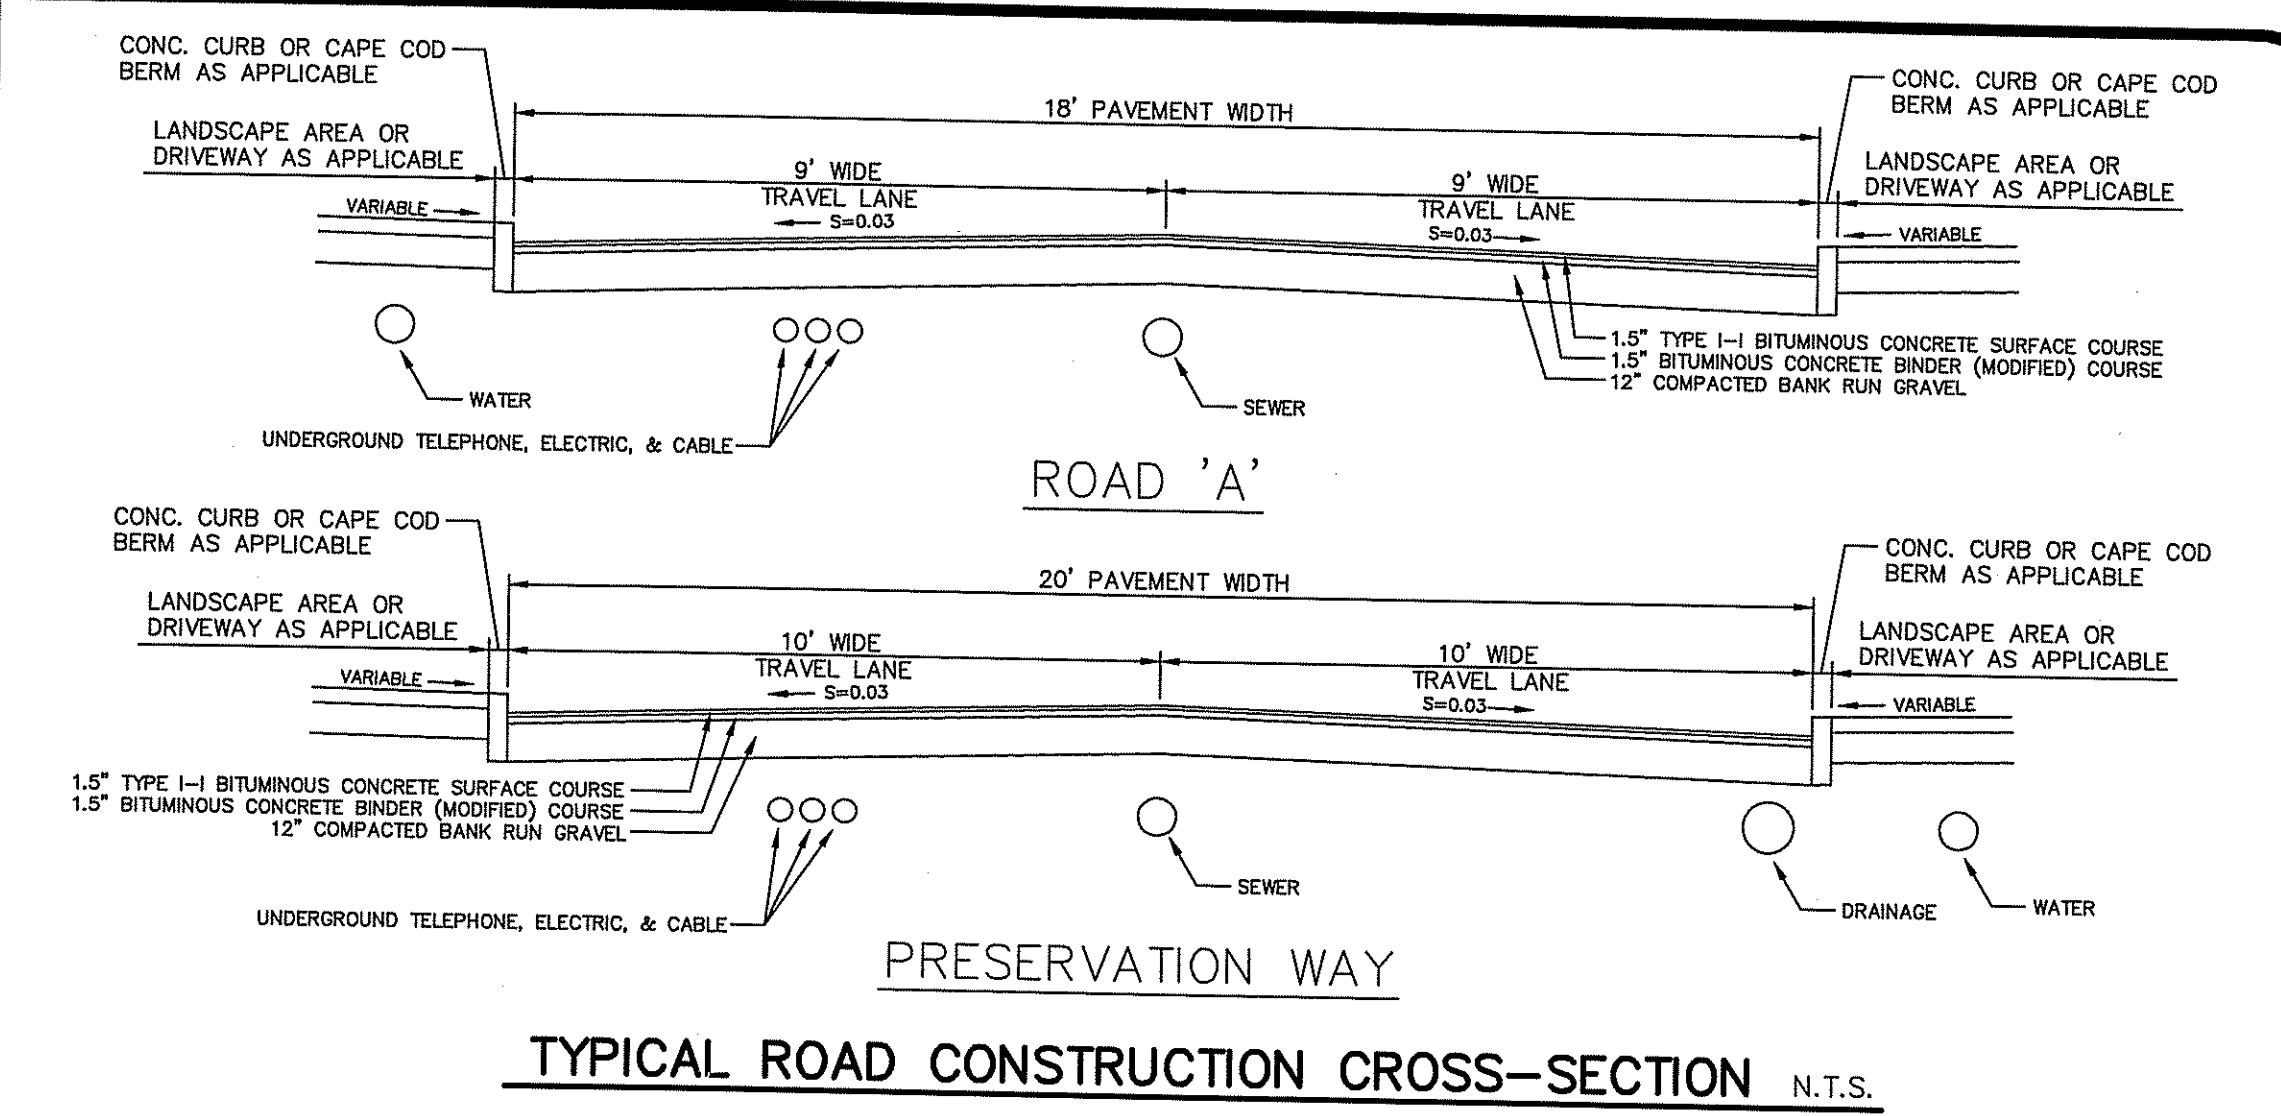 CONC. CURB OR CAPE COD
BERM AS APPLICABLE
CONC. CURB OR CAPE COD
BERM AS APPLICABLE
18' PAVEMENT WIDTH
LANDSCAPE AREA OR
DRIVEWAY AS APPLICABLE
LANDSCAPE AREA OR
DRIVEWAY AS APPLICABLE
9' WIDE
TRAVEL LANE
S=0.03
9' WIDE
TRAVEL LANE
S=0.03
VARIABLE
VARIABLE
1.5" TYPE I-I BITUMINOUS CONCRETE SURFACE COURSE
1.5" BITUMINOUS CONCRETE BINDER (MODIFIED) COURSE
12" COMPACTED BANK RUN GRAVEL
WATER
SEWER
UNDERGROUND TELEPHONE, ELECTRIC, & CABLE
ROAD 'A'
CONC. CURB OR CAPE COD
BERM AS APPLICABLE
CONC. CURB OR CAPE COD
BERM AS APPLICABLE
20' PAVEMENT WIDTH
LANDSCAPE AREA OR
DRIVEWAY AS APPLICABLE
LANDSCAPE AREA OR
DRIVEWAY AS APPLICABLE
10' WIDE
TRAVEL LANE
S=0.03
10' WIDE
TRAVEL LANE
S=0.03
VARIABLE
VARIABLE
1.5" TYPE I-I BITUMINOUS CONCRETE SURFACE COURSE
1.5" BITUMINOUS CONCRETE BINDER (MODIFIED) COURSE
12" COMPACTED BANK RUN GRAVEL
SEWER
DRAINAGE
WATER
UNDERGROUND TELEPHONE, ELECTRIC, & CABLE
PRESERVATION WAY
TYPICAL ROAD CONSTRUCTION CROSS-SECTION N.T.S.